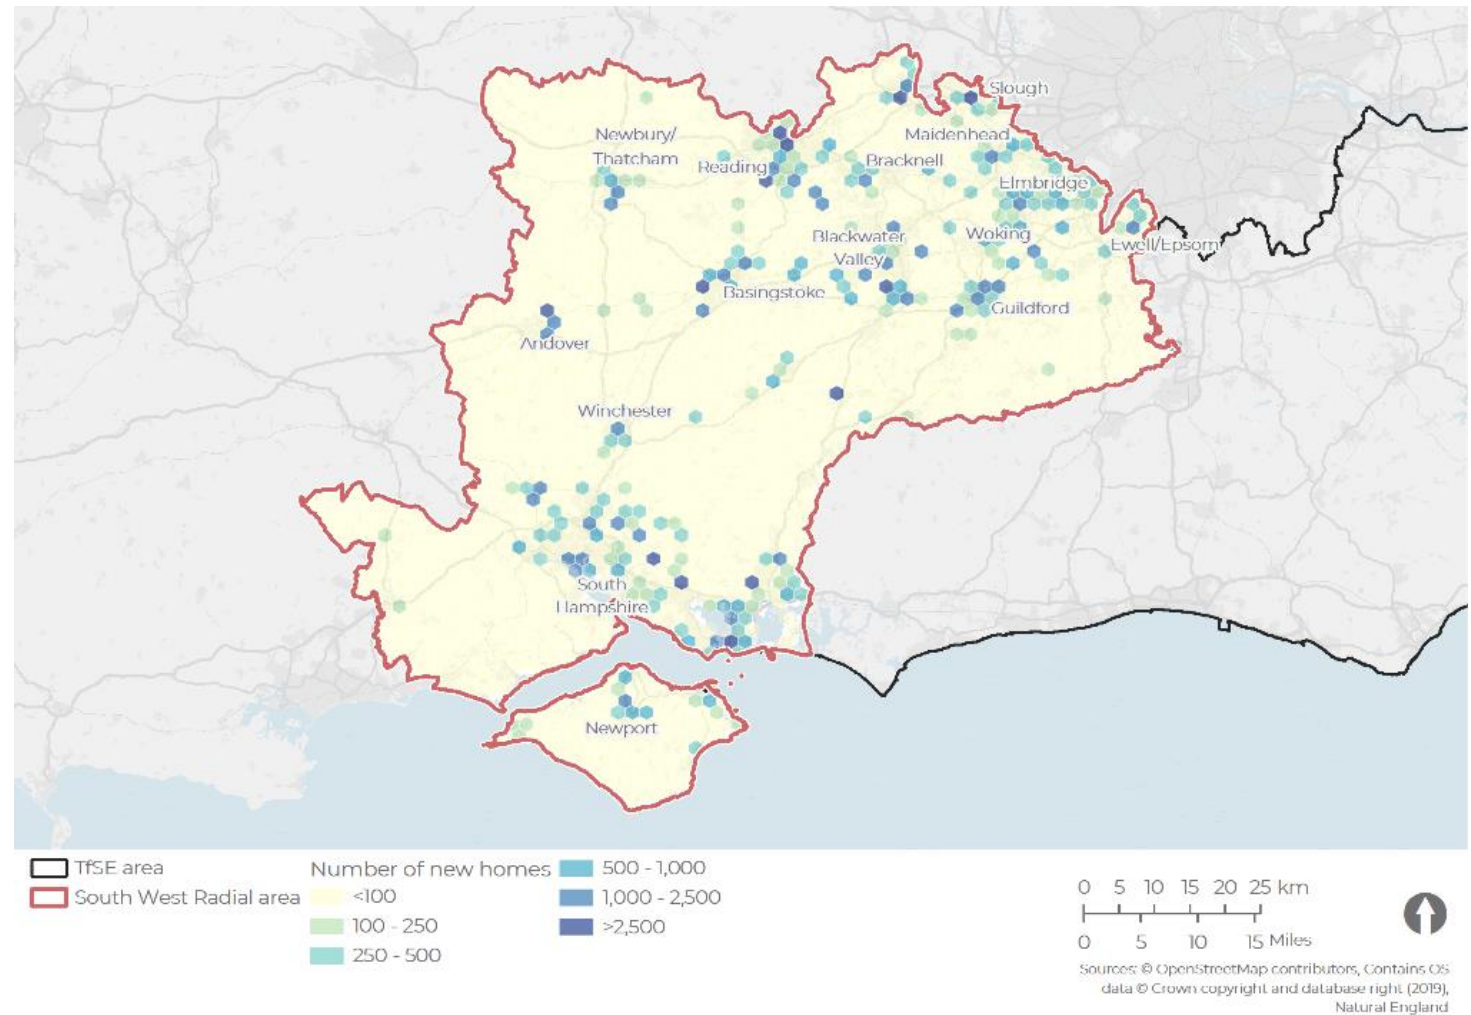 Slough
Newbury/
Thatcham
Maidenhead
Reading
Bracknell
Elmbridge
Blackwater
Valley
Woking
Ewell/Epsom
Basingstoke
Guildford
Andover
Winchester
South
Hampshire
Newport
TfSE area
South West Radial area
Number of new homes
<100
100 - 250
250 - 500
500 - 1,000
1,000 - 2,500
>2,500
0 5 10 15 20 25 km
0 5 10 15 Miles
Sources: © OpenStreetMap contributors, Contains OS
data © Crown copyright and database right (2019),
Natural England